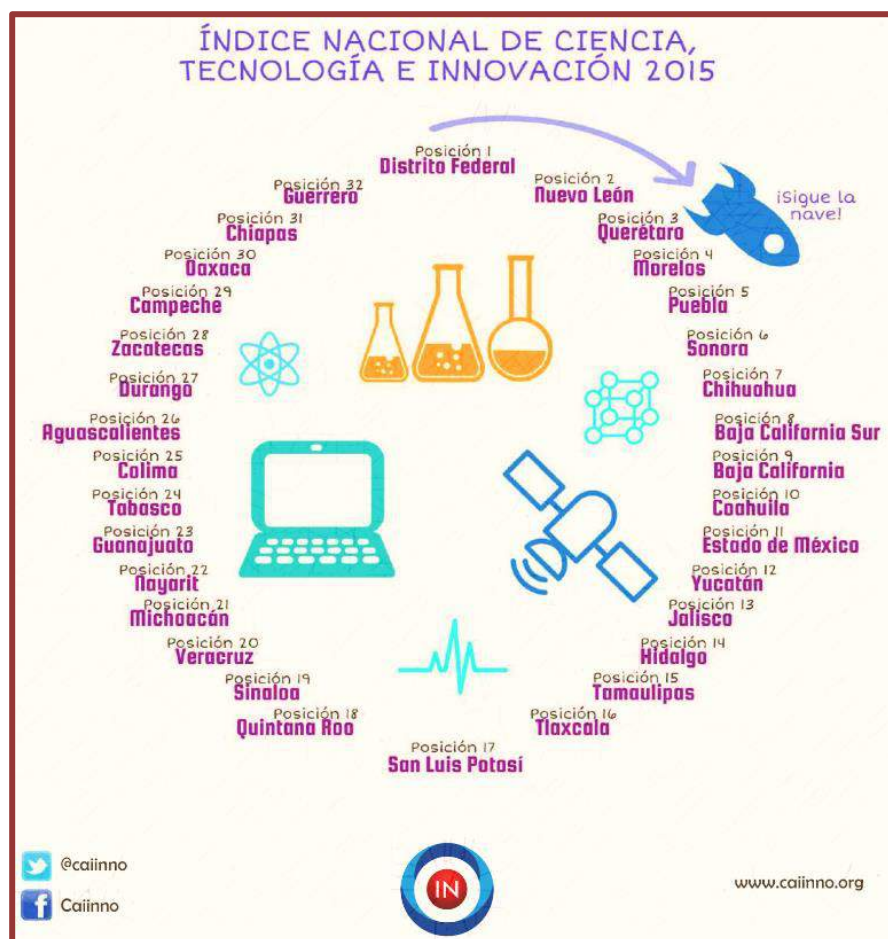 ÍNDICE NACIONAL DE CIENCIA,
TECNOLOGÍA E INNOVACIÓN 2015
¡Sigue la
nave!
Posición 1
Distrito Federal
Posición 2
Nuevo León
Posición 3
Querétaro
Posición 4
Morelos
Posición 5
Puebla
Posición 6
Sonora
Posición 7
Chihuahua
Posición 8
Baja California Sur
Posición 9
Baja California
Posición 10
Coahuila
Posición 11
Estado de México
Posición 12
Yucatán
Posición 13
Jalisco
Posición 14
Hidalgo
Posición 15
Tamaulipas
Posición 16
Tlaxcala
Posición 17
San Luis Potosí
Posición 18
Quintana Roo
Posición 19
Sinaloa
Posición 20
Veracruz
Posición 21
Michoacán
Posición 22
Nayarit
Posición 23
Guanajuato
Posición 24
Tabasco
Posición 25
Colima
Posición 26
Aguascalientes
Posición 27
Durango
Posición 28
Zacatecas
Posición 29
Campeche
Posición 30
Oaxaca
Posición 31
Chiapas
Posición 32
Guerrero
@caiinno
Caiinno
IN
www.caiinno.org